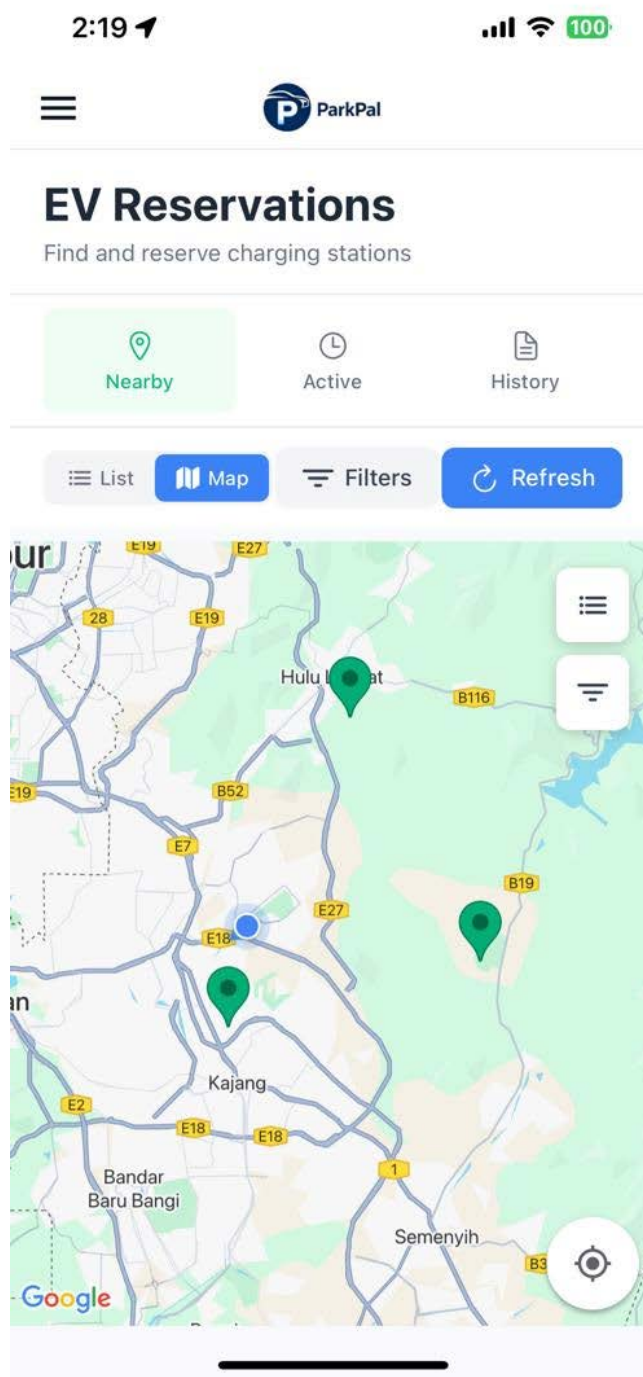 2:19
100
ParkPal
EV Reservations
Find and reserve charging stations
Nearby
Active
History
List
Map
Filters
Refresh
E19
E27
28
E19
B116
B52
E7
B19
E27
E18
Kajang
E2
E18
E18
1
Bandar
Baru Bangi
Semenyih
Google